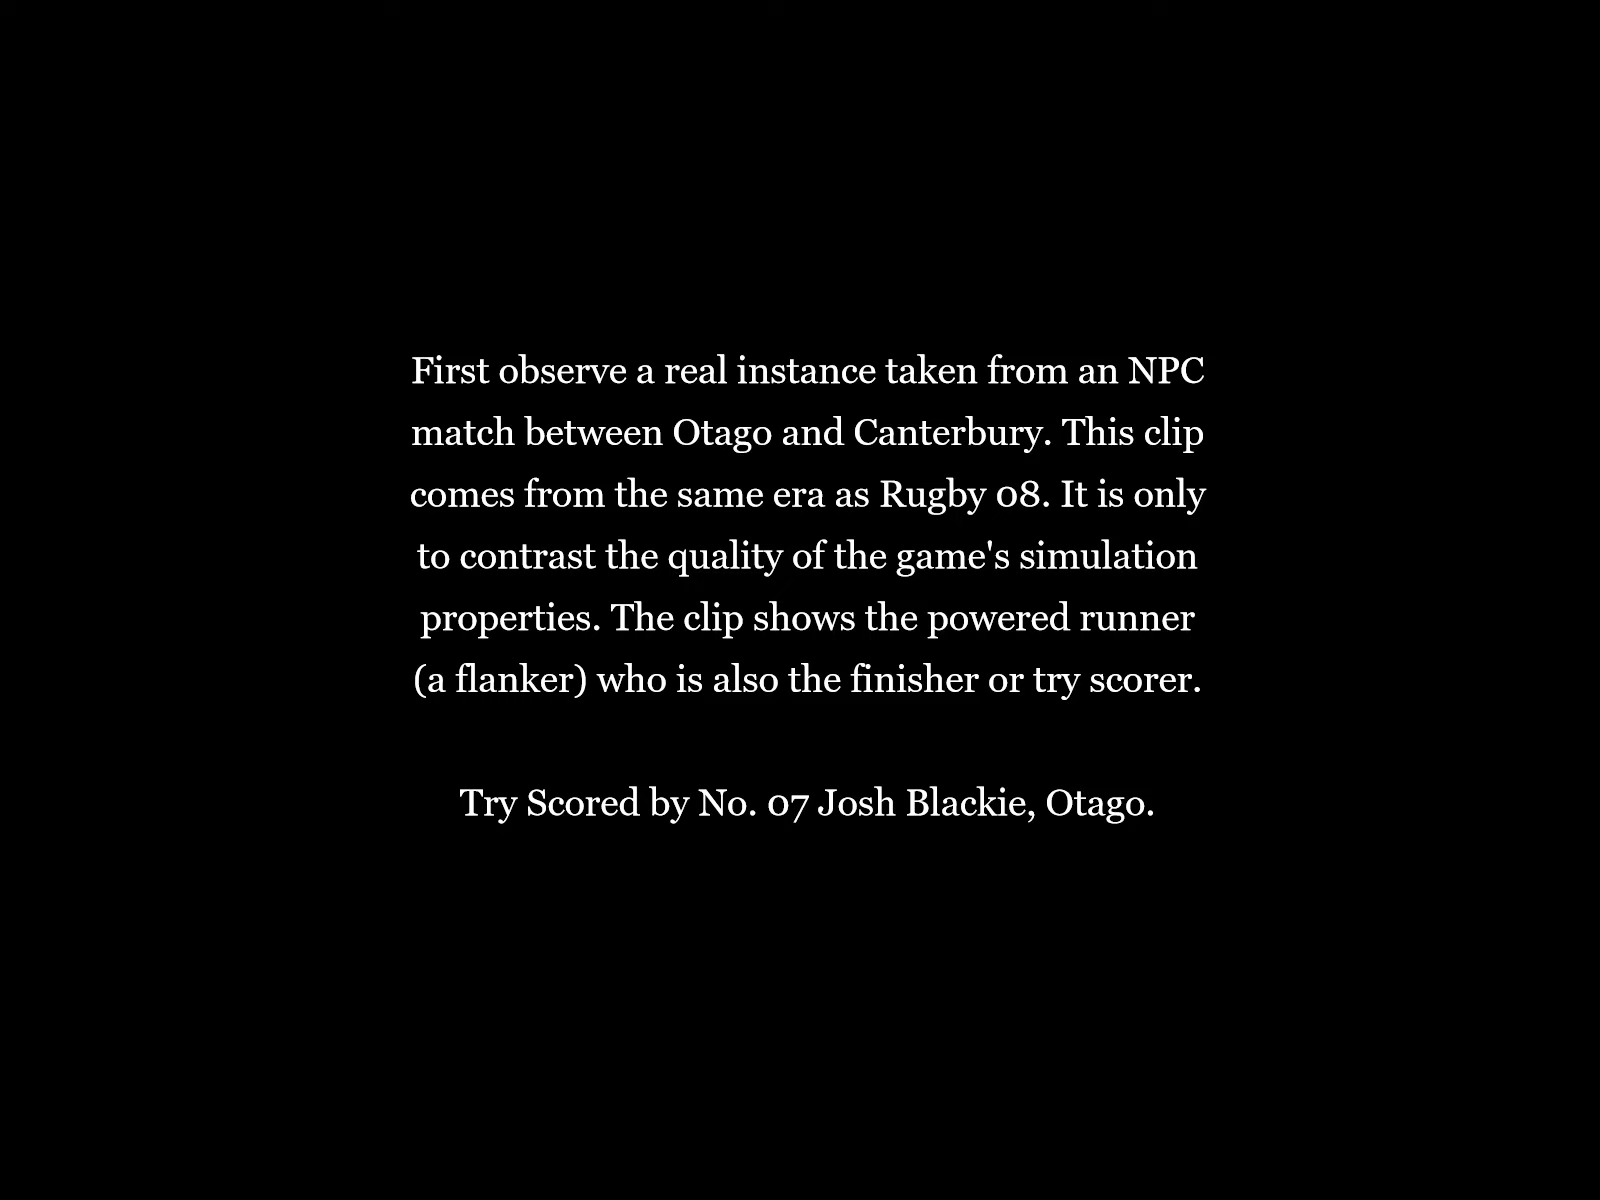 First observe a real instance taken from an NPC
match between Otago and Canterbury. This clip
comes from the same era as Rugby 08. It is only
to contrast the quality of the game's simulation
properties. The clip shows the powered runner
(a flanker) who is also the finisher or try scorer.
Try Scored by No. 07 Josh Blackie, Otago.